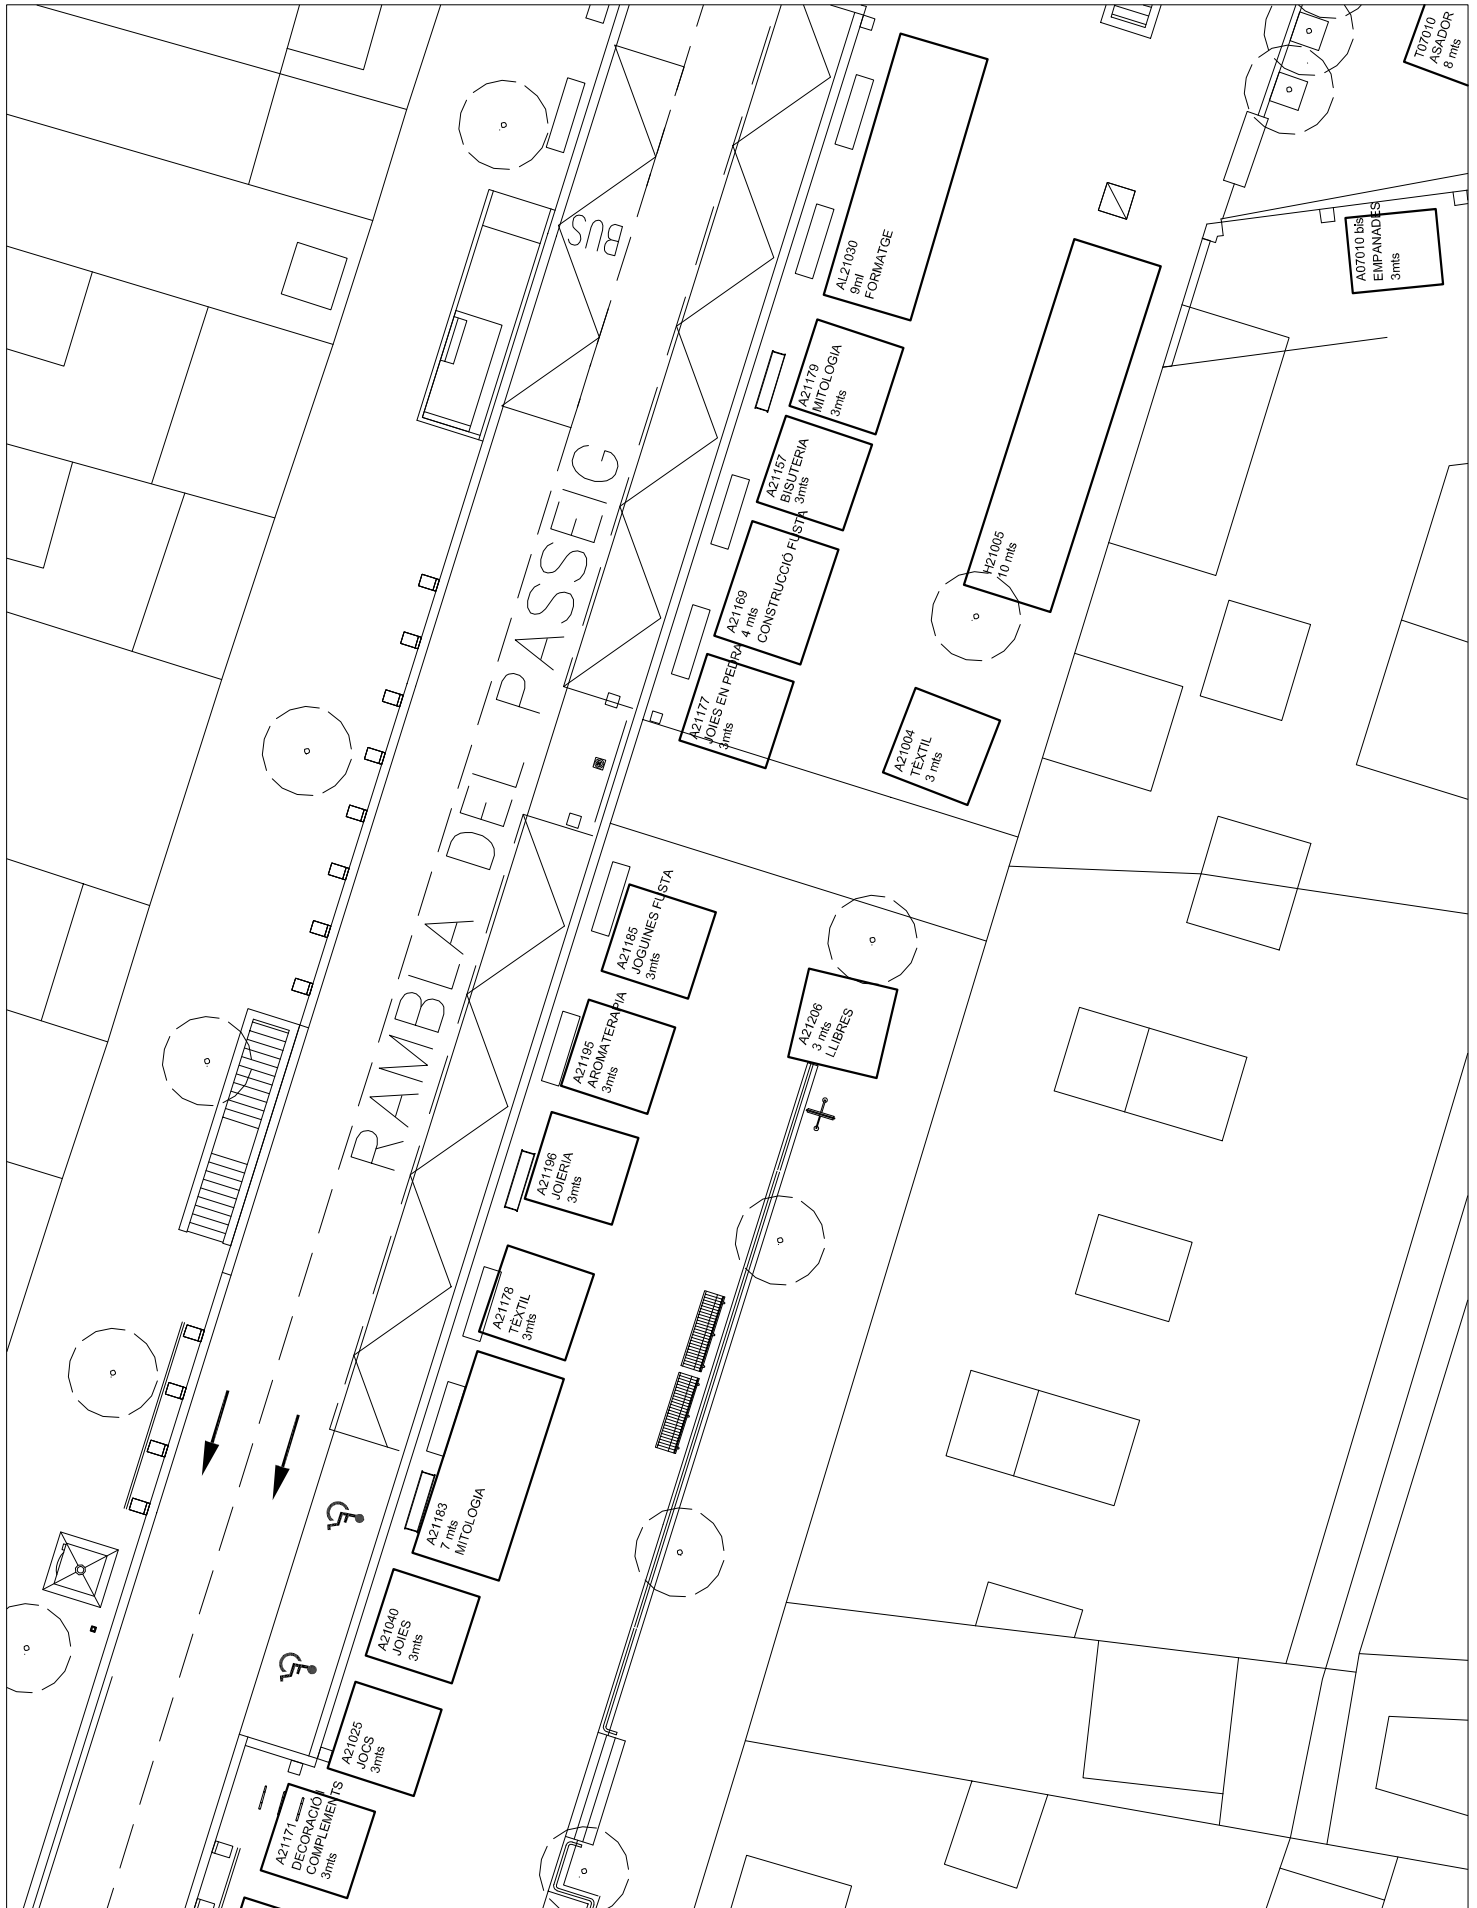 T07010
ASADOR
8 mts
A07010 bis
EMPANADES
3mts
BUS
AL21030
9ml
FORMATGE
A21179
MITOLOGIA
3mts
A21157
BISUTERIA
3mts
H21005
10 mts
A21169
4 mts
CONSTRUCCIÓ FUSTA
A21177
JOIES EN PEDRA
3mts
A21004
TÈXTIL
3 mts
RAMBLA DEL PASSEIG
A21185
JOGUINES FUSTA
3mts
A21206
3 mts
LLIBRES
A21195
AROMATERAPIA
3mts
A21196
JOIERIA
3mts
A21178
TÈXTIL
3mts
A21183
7 mts
MITOLOGIA
A21040
JOIES
3mts
A21025
JOCS
3mts
A21171
DECORACIÓ I
COMPLEMENTS
3mts